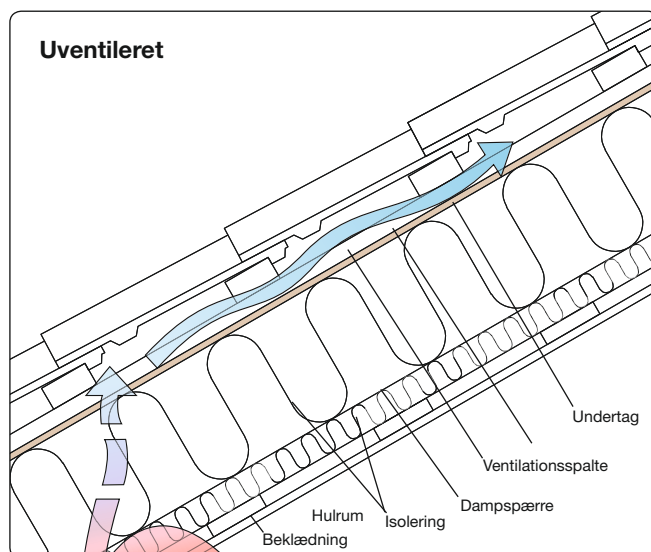 Uventileret
Undertag
Ventilationsspalte
Dampspærre
Hulrum
Isolering
Beklædning